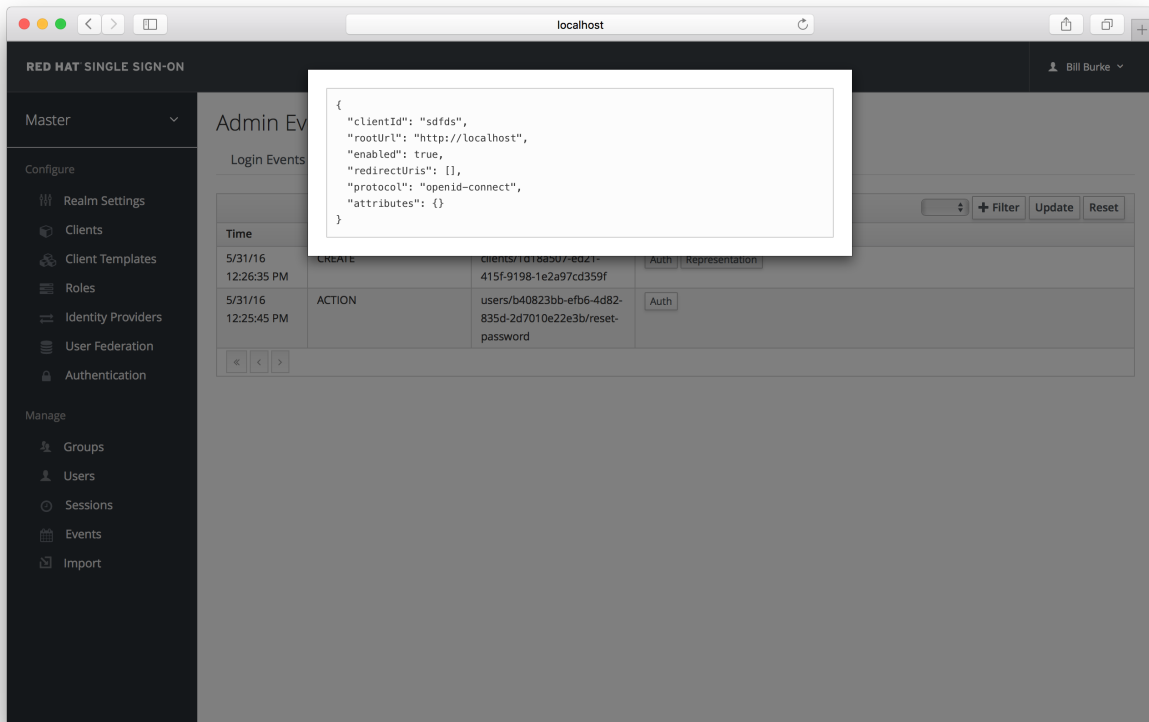 localhost
RED HAT SINGLE SIGN-ON
Bill Burke
Master
Configure
Realm Settings
Clients
Client Templates
Roles
Identity Providers
User Federation
Authentication
Manage
Groups
Users
Sessions
Events
Import
{
"clientId": "sdfds",
"rootUrl": "http://localhost",
"enabled": true,
"redirectUris": [],
"protocol": "openid-connect",
"attributes": {}
}
Admin Ev
Login Events
+ Filter Update Reset
Time
5/31/16 CREATE clients/1d18a507-ed21- Auth Representation
12:26:35 PM 415f-9198-1e2a97cd359f
5/31/16 ACTION users/b40823bb-efb6-4d82- Auth
12:25:45 PM 835d-2d7010e22e3b/reset-
password
« < >